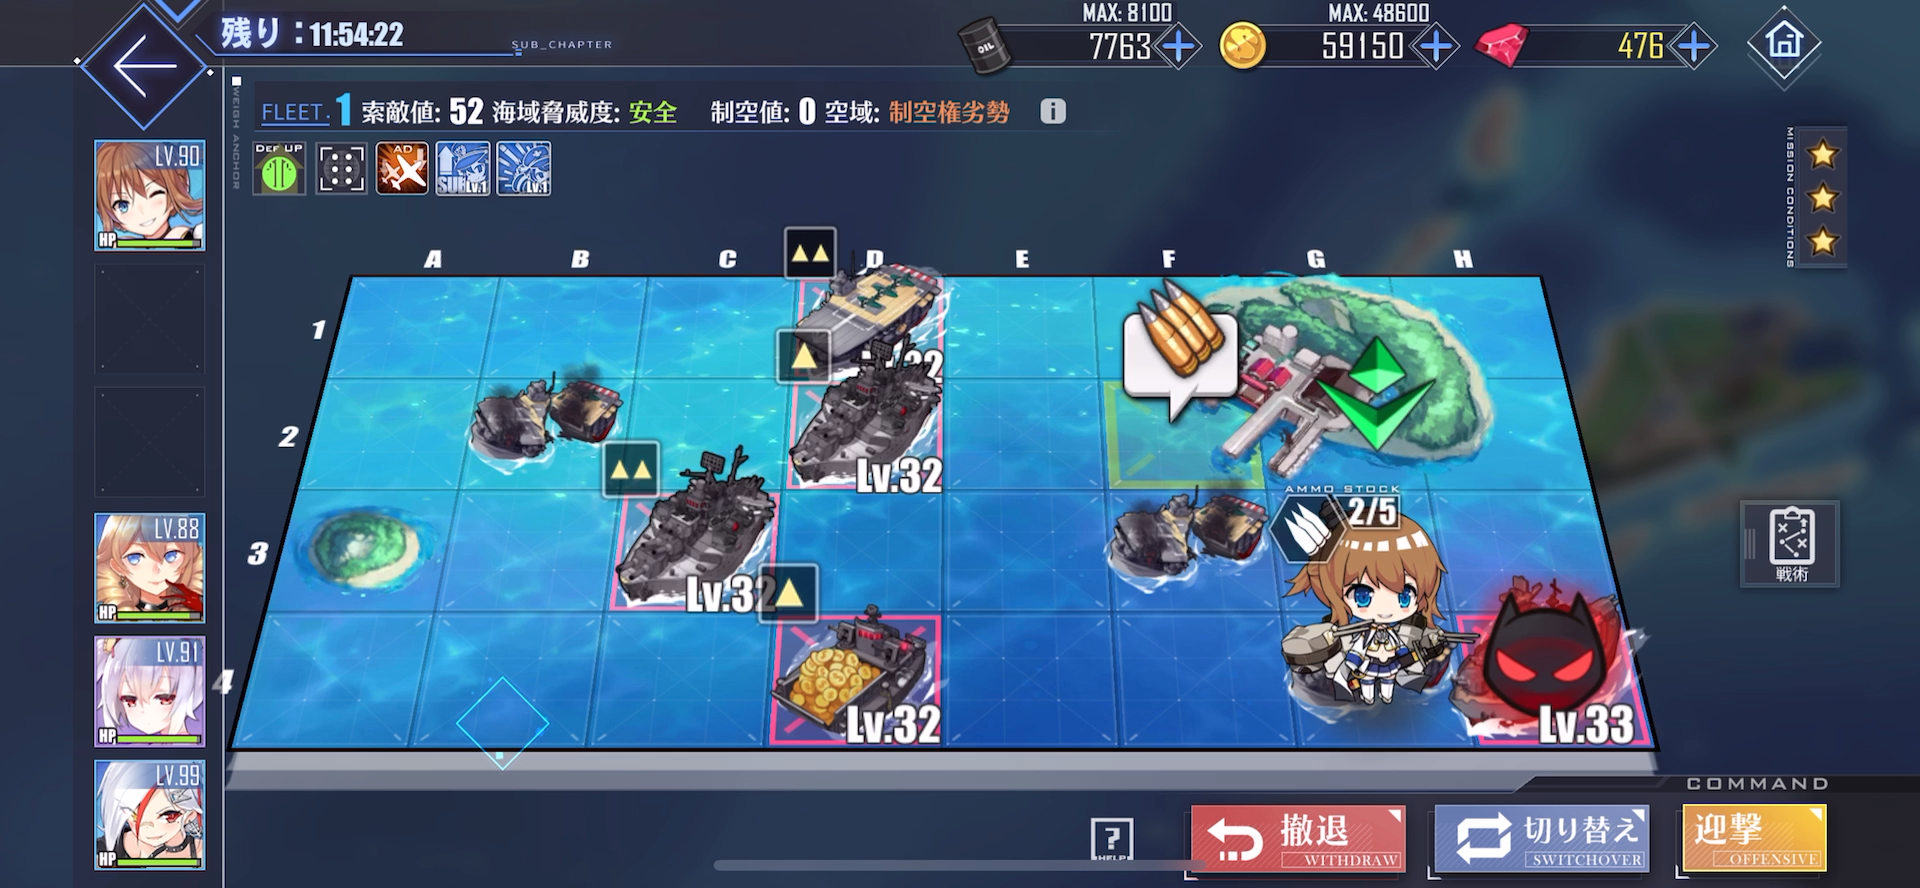 残り：11:54:22
SUB_CHAPTER
MAX: 8100
7763
OIL
MAX: 48600
59150
476
WEIGH ANCHOR
FLEET. 1 索敵値: 52 海域脅威度: 安全 制空値: 0 空域: 制空権劣勢 i
DEF UP
AD
SUB LV.1
LV.1
MISSION CONDITIONS
LV.90
HP
LV.88
HP
LV.91
HP
LV.99
HP
A B C D E F G H
1
2
3
4
Lv.32
Lv.32
Lv.32
AMMO STOCK
2/5
Lv.33
戦術
COMMAND
?
HELP
撤退
WITHDRAW
切り替え
SWITCHOVER
迎撃
OFFENSIVE